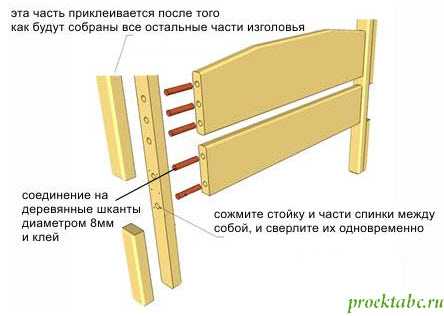 эта часть приклеивается после того
как будут собраны все остальные части изголовья
соединение на
деревянные шканты
диаметром 8мм
и клей
сожмите стойку и части спинки между
собой, и сверлите их одновременно
proektabc.ru